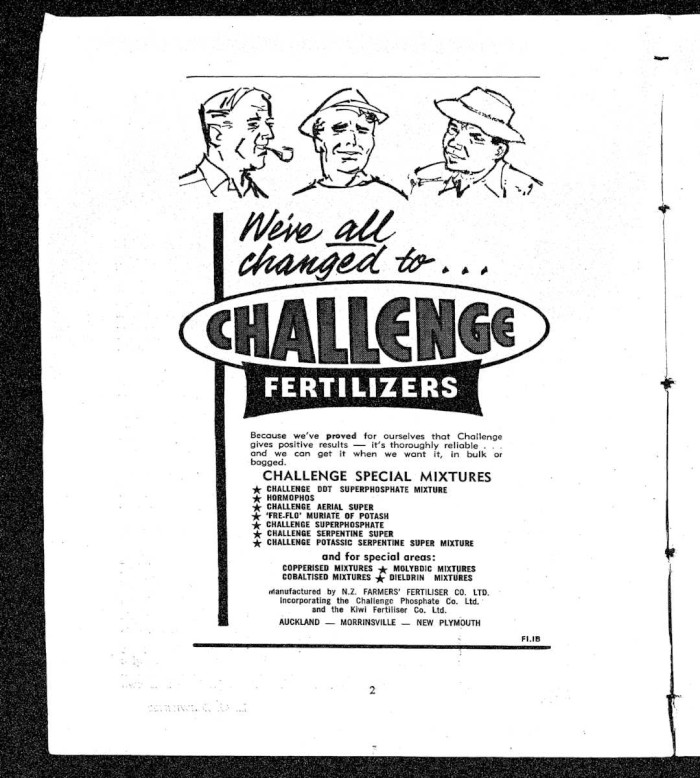 We've all
changed to . . .
CHALLENGE
FERTILIZERS
Because we've proved for ourselves that Challenge
gives positive results — it's thoroughly reliable . . .
and we can get it when we want it, in bulk or
bagged.
CHALLENGE SPECIAL MIXTURES
★ CHALLENGE DDT SUPERPHOSPHATE MIXTURE
★ HORMOPHOS
★ CHALLENGE AERIAL SUPER
★ 'FRE-FLO' MURIATE OF POTASH
★ CHALLENGE SUPERPHOSPHATE
★ CHALLENGE SERPENTINE SUPER
★ CHALLENGE POTASSIC SERPENTINE SUPER MIXTURE
and for special areas:
COPPERISED MIXTURES ★ MOLYBDIC MIXTURES
COBALTISED MIXTURES ★ DIELDRIN MIXTURES
Manufactured by N.Z. FARMERS' FERTILISER CO. LTD.
Incorporating the Challenge Phosphate Co. Ltd.
and the Kiwi Fertiliser Co. Ltd.
AUCKLAND — MORRINSVILLE — NEW PLYMOUTH
F1.1B
2